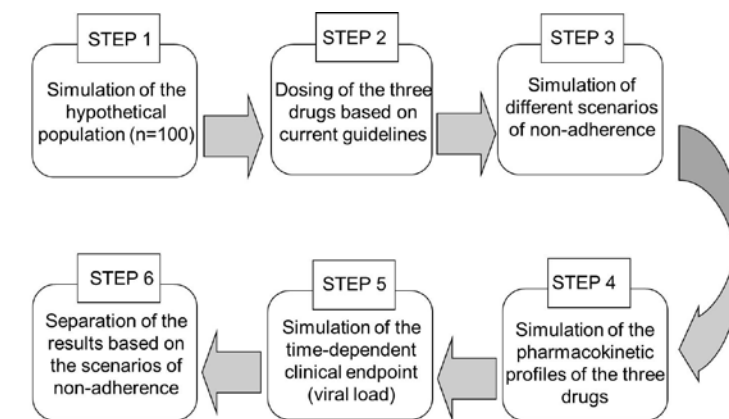 STEP 1
Simulation of the
hypothetical
population (n=100)
STEP 2
Dosing of the three
drugs based on
current guidelines
STEP 3
Simulation of
different scenarios
of non-adherence
STEP 4
Simulation of the
pharmacokinetic
profiles of the three
drugs
STEP 5
Simulation of the
time-dependent
clinical endpoint
(viral load)
STEP 6
Separation of the
results based on
the scenarios of
non-adherence